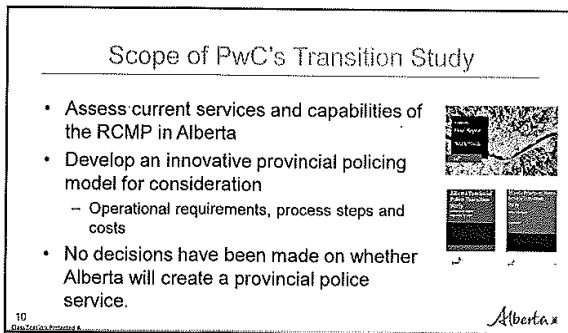 Scope of PwC's Transition Study
• Assess current services and capabilities of
the RCMP in Alberta
• Develop an innovative provincial policing
model for consideration
– Operational requirements, process steps and
costs
• No decisions have been made on whether
Alberta will create a provincial police
service.
10
Classification: Protected A
Alberta